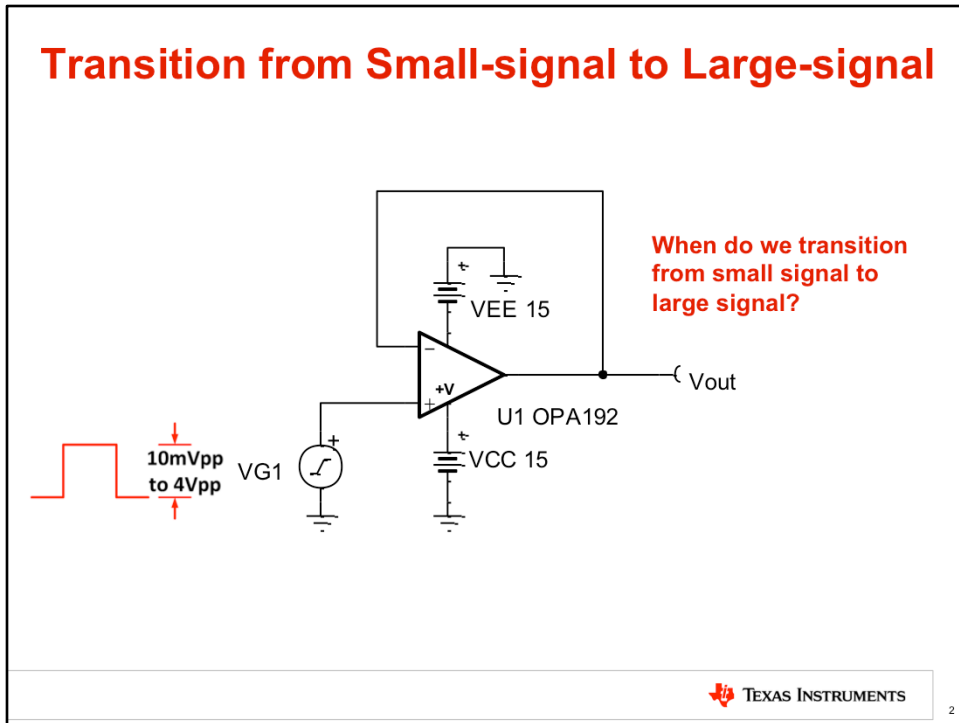 Transition from Small-signal to Large-signal
When do we transition
from small signal to
large signal?
+
VEE 15
−
+V
+
Vout
U1 OPA192
+
VCC 15
10mVpp
to 4Vpp
VG1
+
TEXAS INSTRUMENTS
2